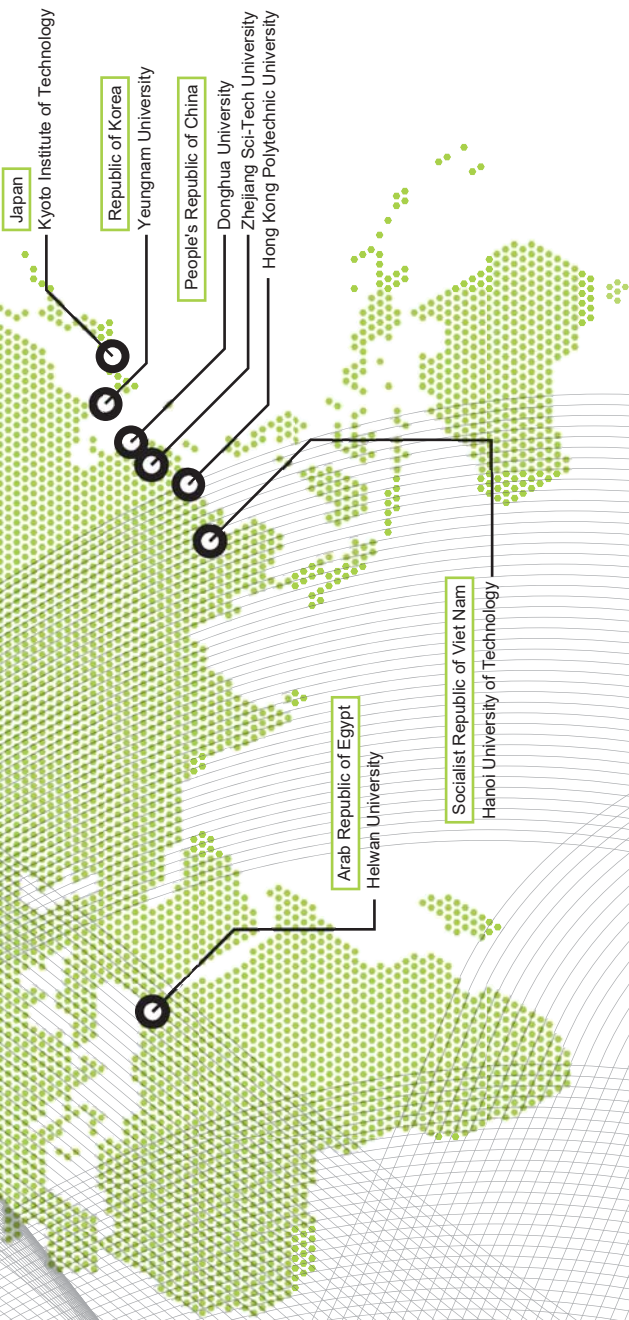 Japan
Kyoto Institute of Technology
Republic of Korea
Yeungnam University
People's Republic of China
Donghua University
Zhejiang Sci-Tech University
Hong Kong Polytechnic University
Arab Republic of Egypt
Helwan University
Socialist Republic of Viet Nam
Hanoi University of Technology